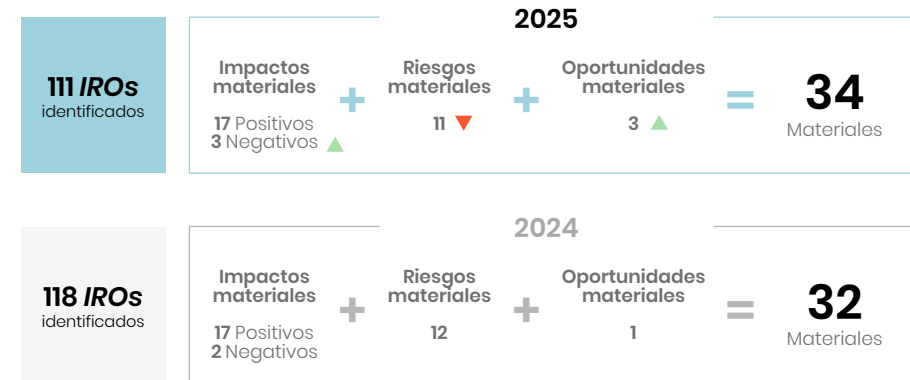 2025
111 IROs
identificados
Impactos
materiales
17 Positivos
3 Negativos
+
Riesgos
materiales
11
+
Oportunidades
materiales
3
=
34
Materiales
2024
118 IROs
identificados
Impactos
materiales
17 Positivos
2 Negativos
+
Riesgos
materiales
12
+
Oportunidades
materiales
1
=
32
Materiales